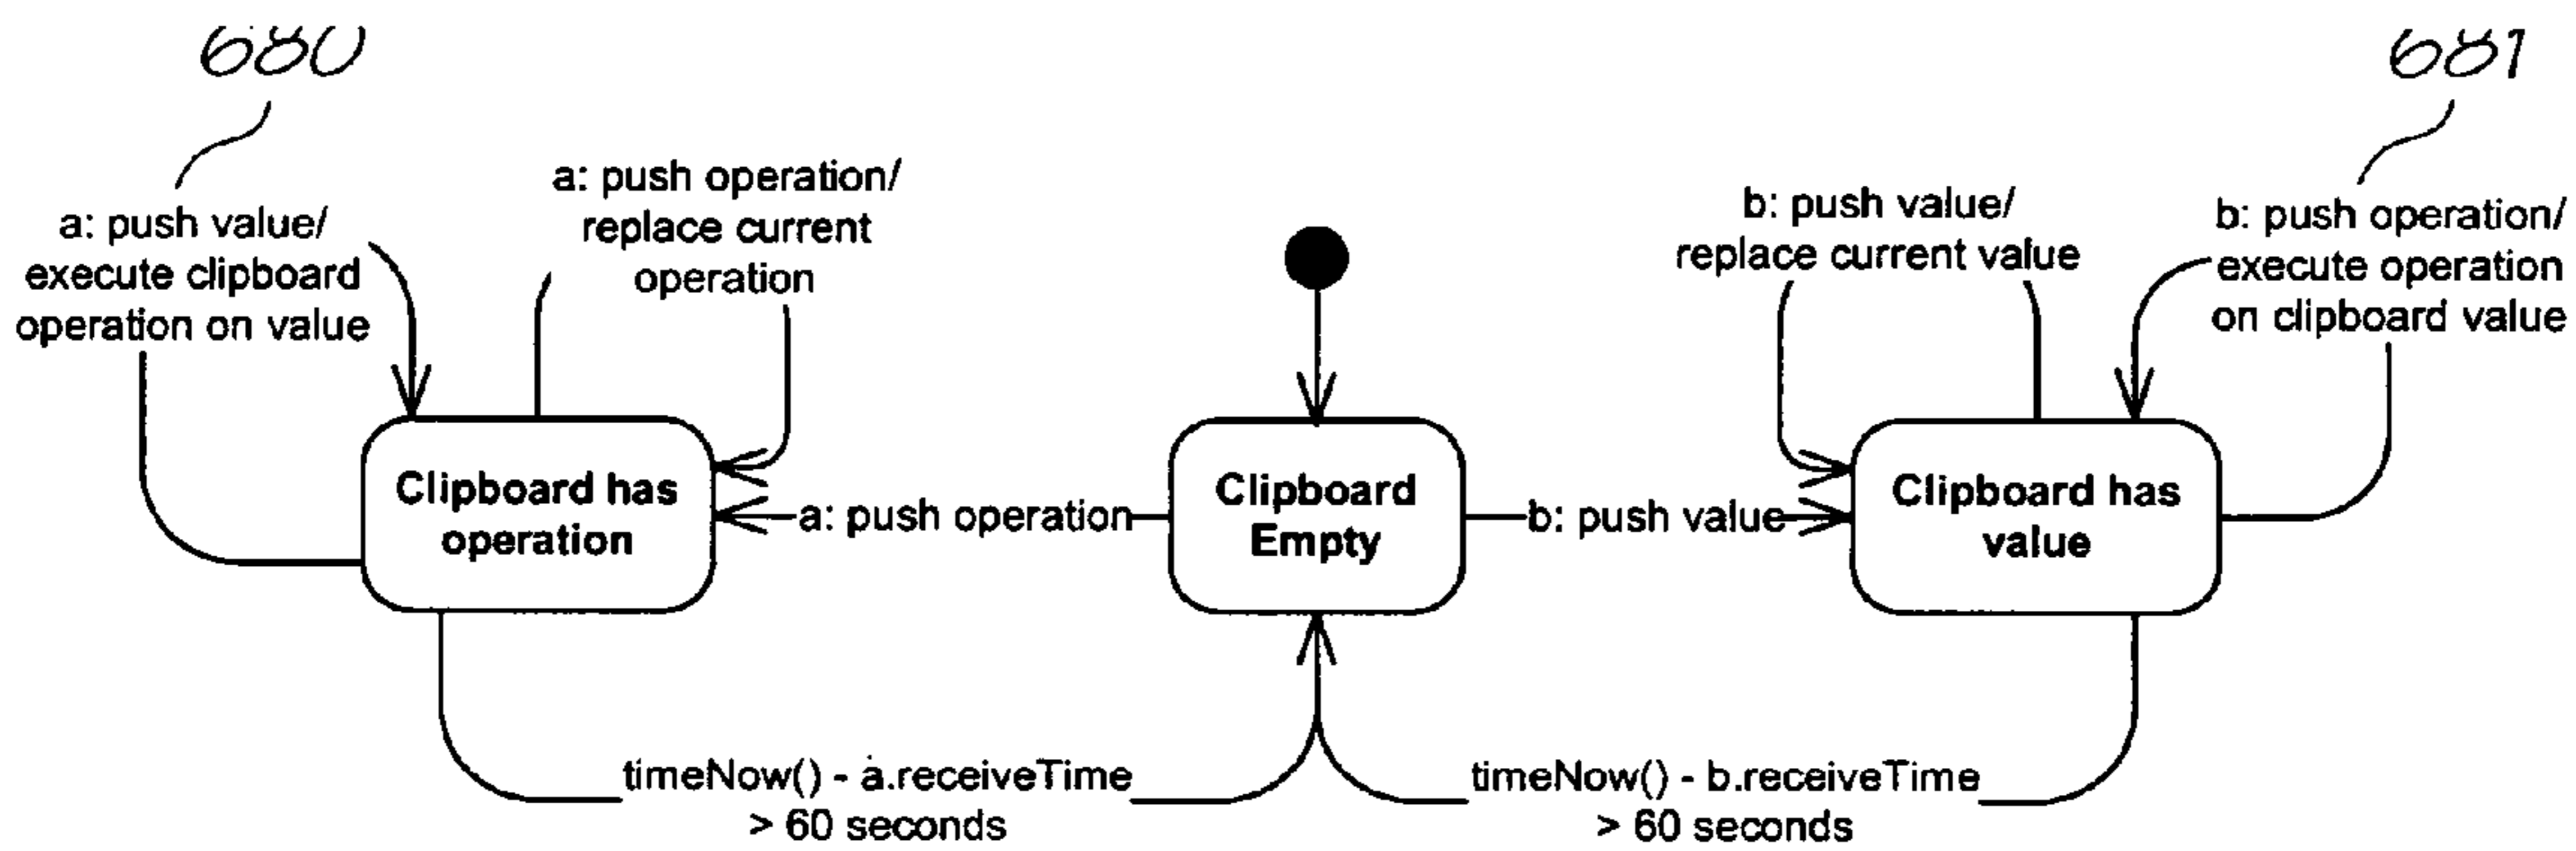 680
681
a: push value/
execute clipboard
operation on value
a: push operation/
replace current
operation
b: push value/
replace current value
b: push operation/
execute operation
on clipboard value
Clipboard has
operation
a: push operation
Clipboard
Empty
b: push value
Clipboard has
value
timeNow() - a.receiveTime
> 60 seconds
timeNow() - b.receiveTime
> 60 seconds